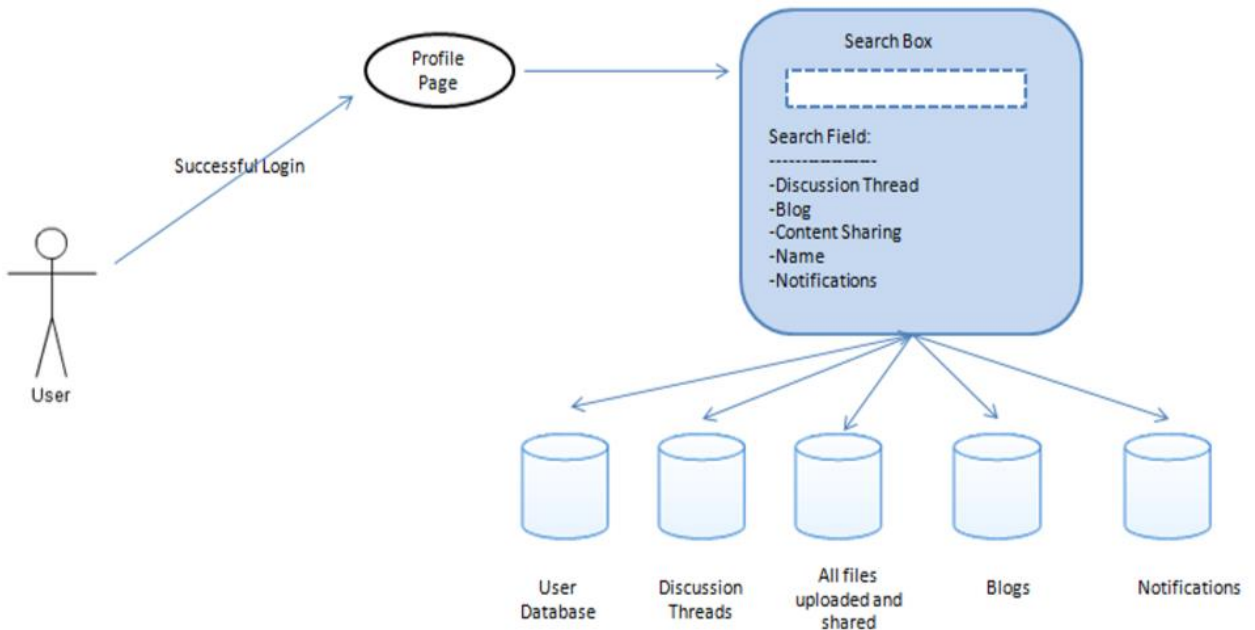 Search Box
Profile
Page
Search Field:
-------------------
-Discussion Thread
-Blog
-Content Sharing
-Name
-Notifications
Successful Login
User
User
Database
Discussion
Threads
All files
uploaded and
shared
Blogs
Notifications